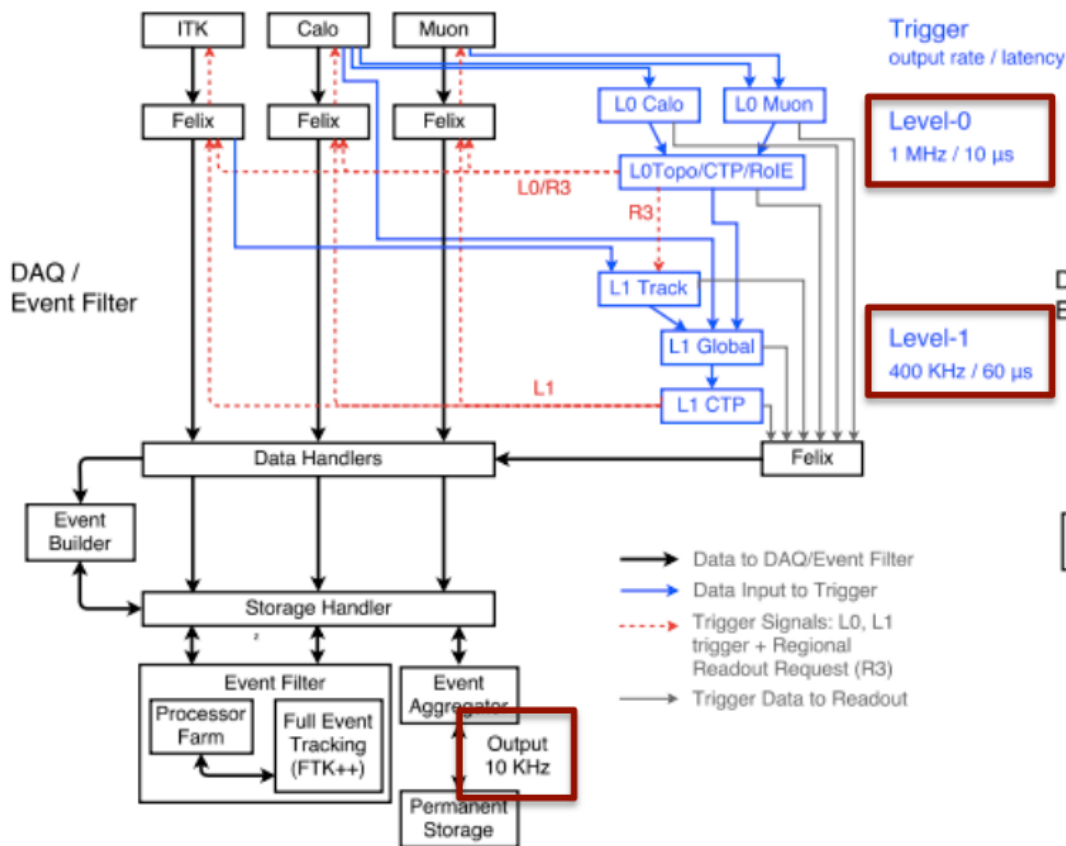 ITK
Calo
Muon
Trigger
output rate / latency
Felix
Felix
Felix
L0 Calo
L0 Muon
Level-0
1 MHz / 10 µs
L0Topo/CTP/RoIE
L0/R3
R3
DAQ /
Event Filter
L1 Track
D
E
L1 Global
Level-1
400 KHz / 60 µs
L1
L1 CTP
Data Handlers
Felix
Event
Builder
Data to DAQ/Event Filter
Data Input to Trigger
Storage Handler
Trigger Signals: L0, L1
trigger + Regional
Readout Request (R3)
z
Trigger Data to Readout
Event Filter
Processor
Farm
Full Event
Tracking
(FTK++)
Event
Aggregator
Output
10 KHz
Permanent
Storage